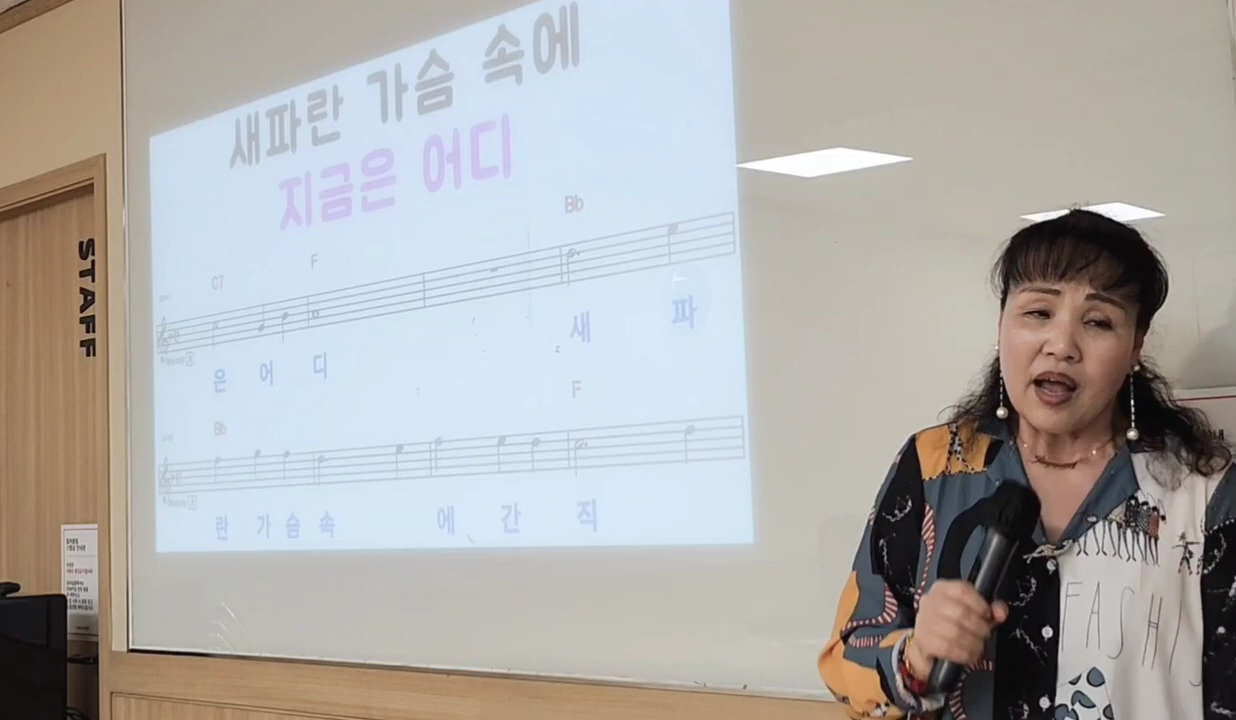 새파란 가슴 속에
지금은 어디
Bb
C7 F
은 어 디 새 파
Bb F
란 가 슴 속 에 간 직
STAFF
FASHI